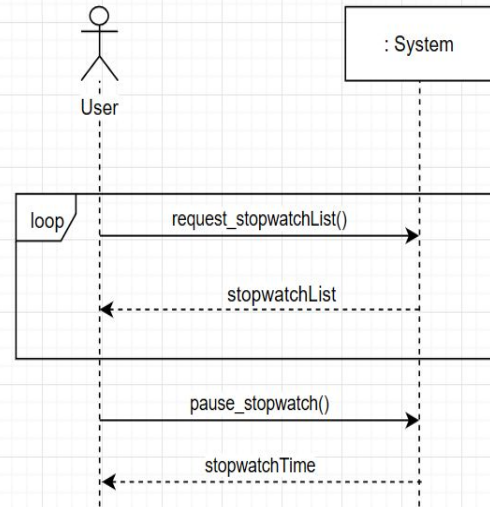 : System
User
loop
request_stopwatchList()
stopwatchList
pause_stopwatch()
stopwatchTime